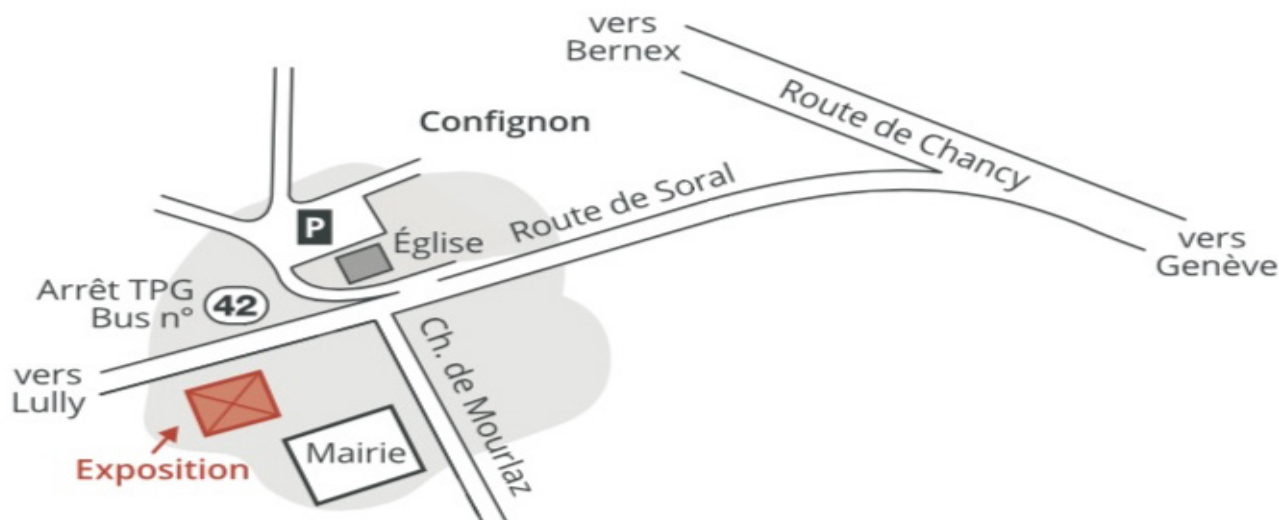 vers
Bernex
Route de Chancy
Confignon
Route de Soral
P
Église
vers
Genève
Arrêt TPG
Bus n°
42
vers
Lully
Ch. de Mourlaz
Mairie
Exposition